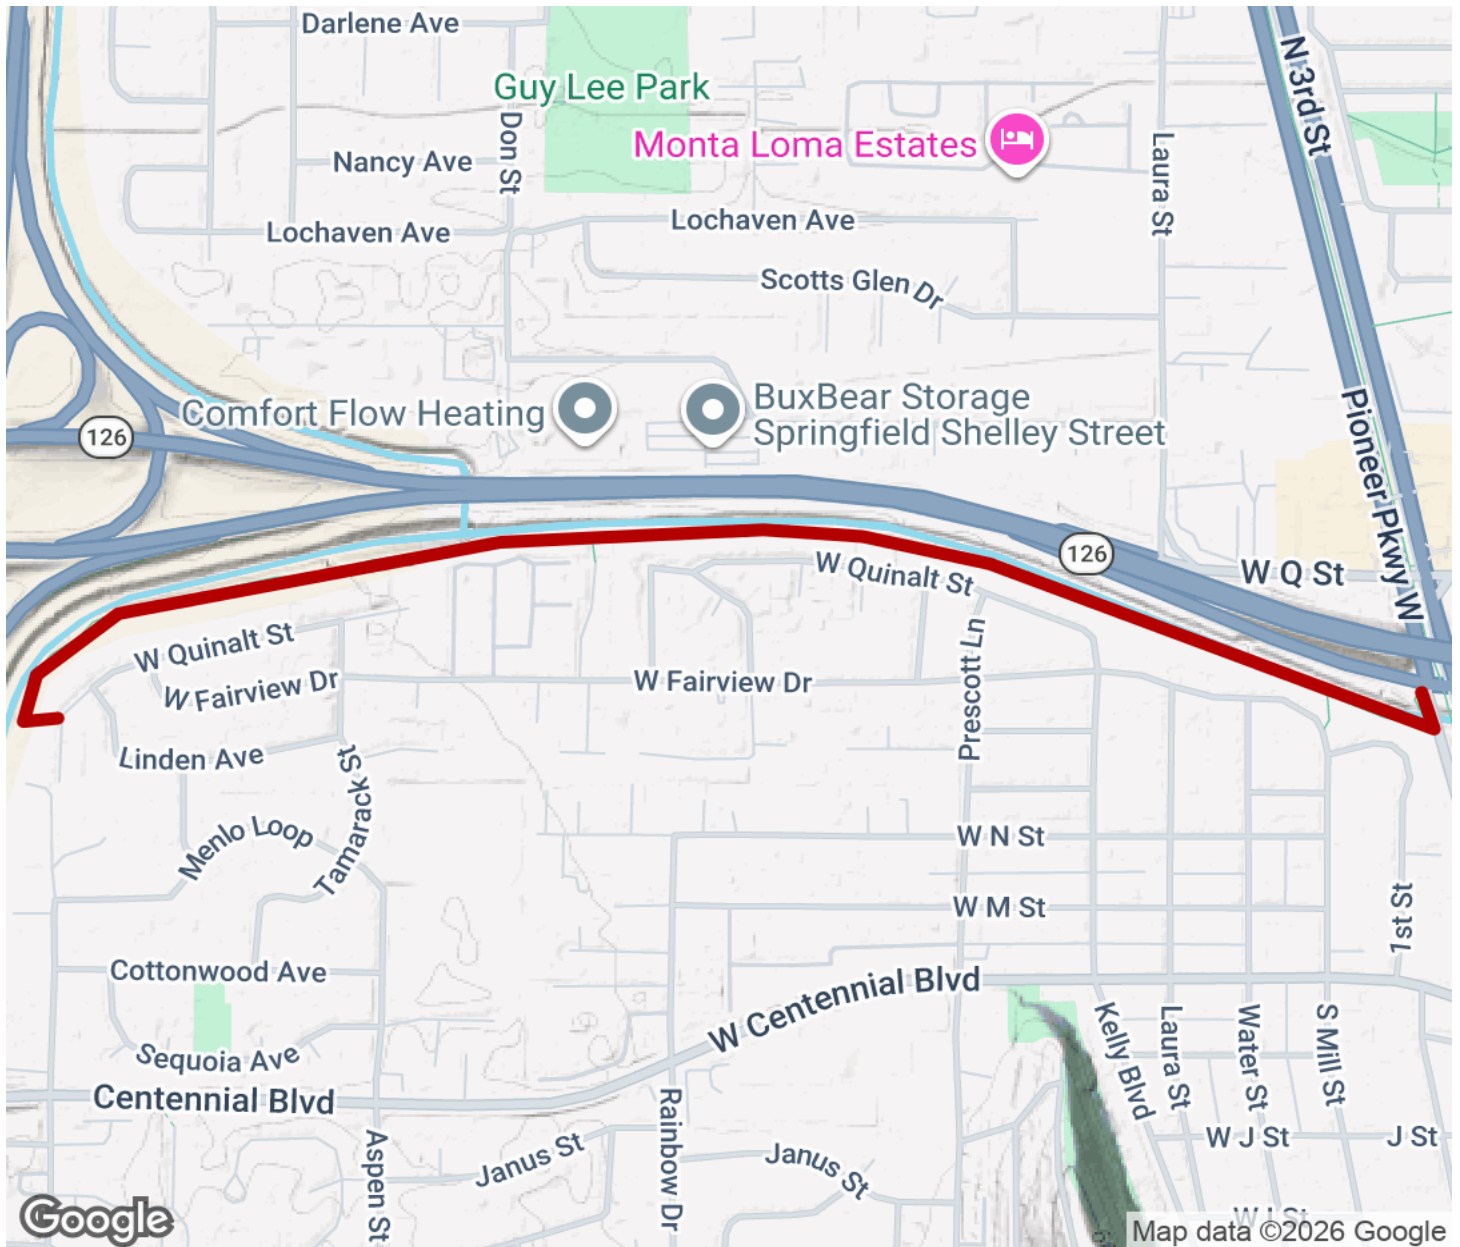 Darlene Ave
N 3rd St
Guy Lee Park
Monta Loma Estates
Don St
Nancy Ave
Laura St
Lochaven Ave
Lochaven Ave
Scotts Glen Dr
Comfort Flow Heating
BuxBear Storage
Springfield Shelley Street
126
Pioneer Pkwy W
126
W Quinalt St
W Q St
W Quinalt St
Prescott Ln
W Fairview Dr
W Fairview Dr
Linden Ave
Tamarack St
Menlo Loop
W N St
W M St
1st St
Cottonwood Ave
W Centennial Blvd
Sequoia Ave
Kelly Blvd
Laura St
Water St
S Mill St
Centennial Blvd
Aspen St
Rainbow Dr
Janus St
Janus St
W J St
J St
W I St
Google
Map data ©2026 Google